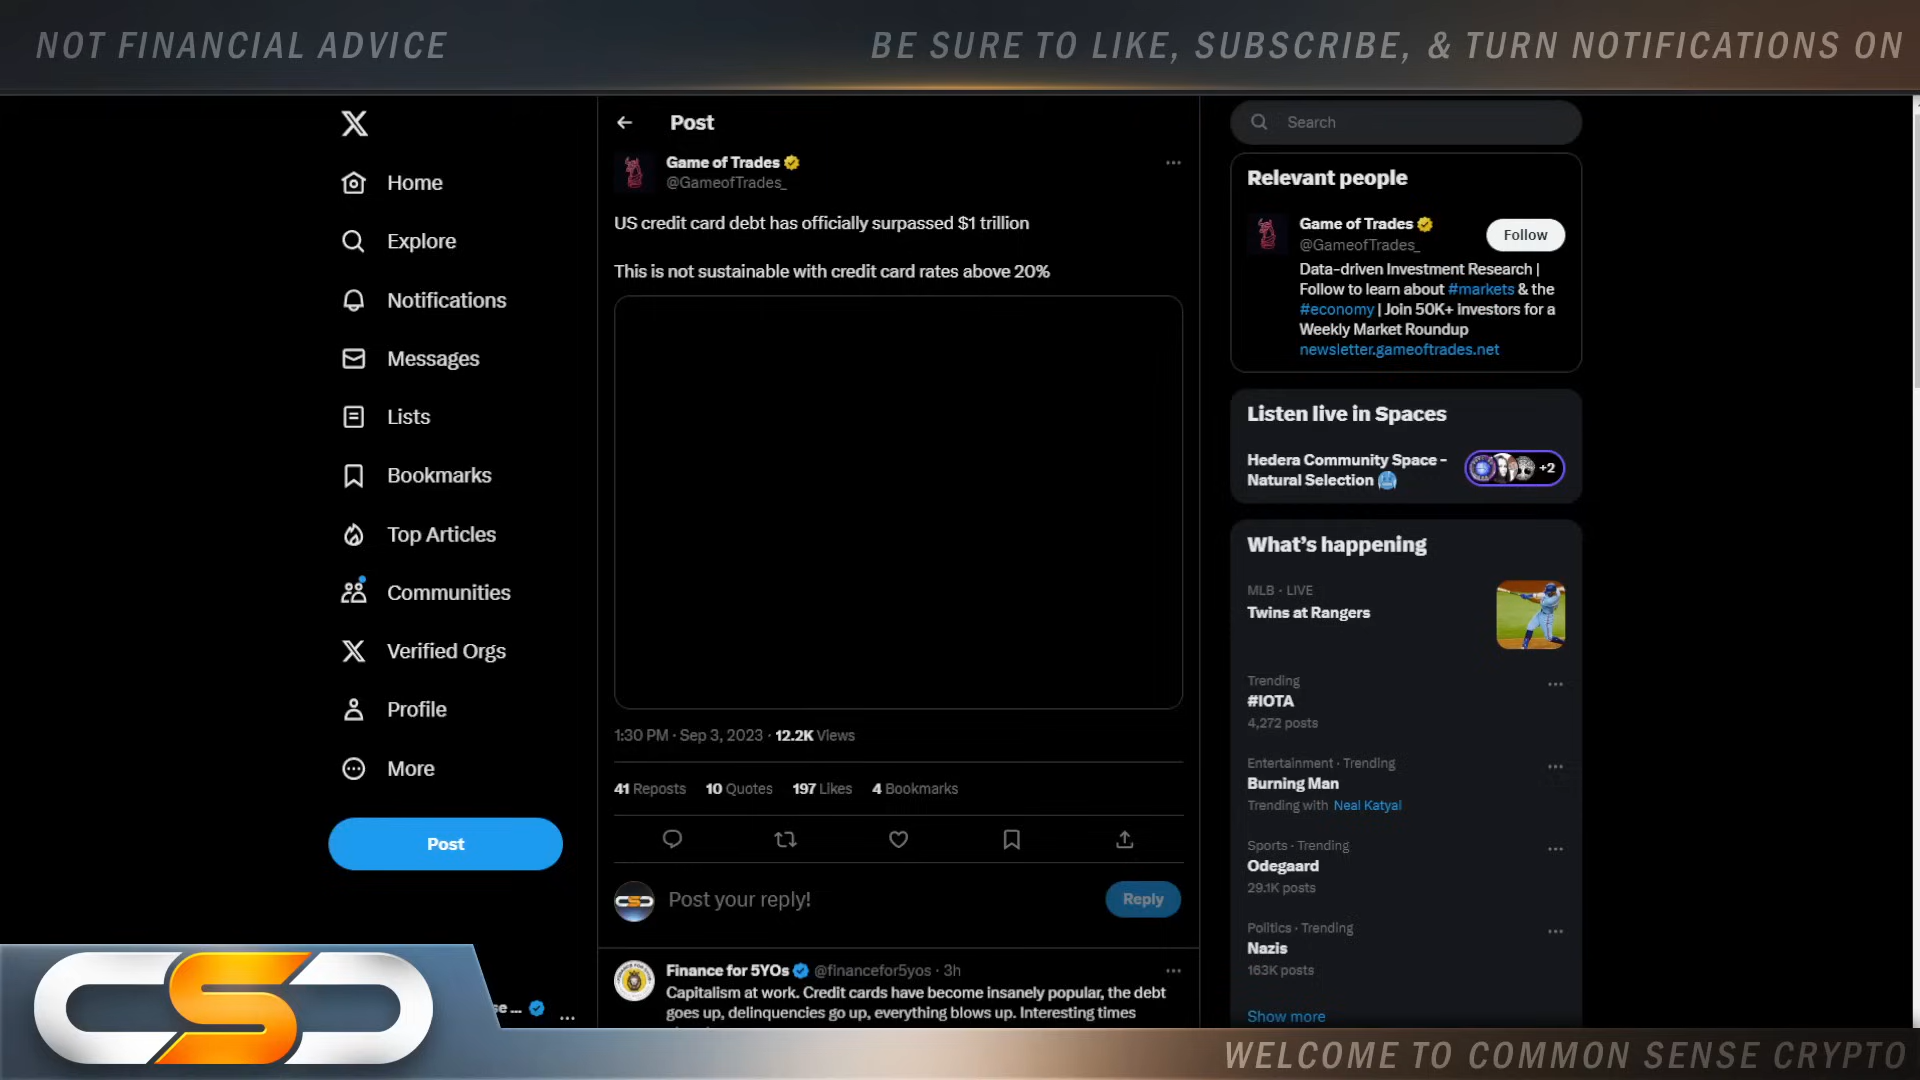 NOT FINANCIAL ADVICE
BE SURE TO LIKE, SUBSCRIBE, & TURN NOTIFICATIONS ON
Home
Explore
Notifications
Messages
Lists
Bookmarks
Top Articles
Communities
Verified Orgs
Profile
More
Post
Post
Game of Trades
@GameofTrades_
US credit card debt has officially surpassed $1 trillion
This is not sustainable with credit card rates above 20%
1:30 PM · Sep 3, 2023 · 12.2K Views
41 Reposts 10 Quotes 197 Likes 4 Bookmarks
Post your reply!
Reply
Finance for 5YOs @financefor5yos · 3h
Capitalism at work. Credit cards have become insanely popular, the debt
goes up, delinquencies go up, everything blows up. Interesting times
Search
Relevant people
Game of Trades
@GameofTrades_
Follow
Data-driven Investment Research |
Follow to learn about #markets & the
#economy | Join 50K+ investors for a
Weekly Market Roundup
newsletter.gameoftrades.net
Listen live in Spaces
Hedera Community Space -
Natural Selection
+2
What's happening
MLB · LIVE
Twins at Rangers
Trending
#IOTA
4,272 posts
Entertainment · Trending
Burning Man
Trending with Neal Katyal
Sports · Trending
Odegaard
29.1K posts
Politics · Trending
Nazis
163K posts
Show more
CSC
se ...
WELCOME TO COMMON SENSE CRYPTO